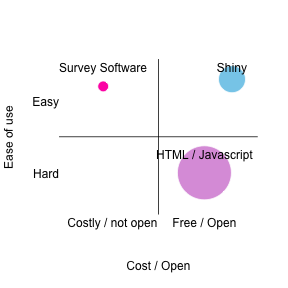 Survey Software
Shiny
Easy
Ease of use
HTML / Javascript
Hard
Costly / not open
Free / Open
Cost / Open